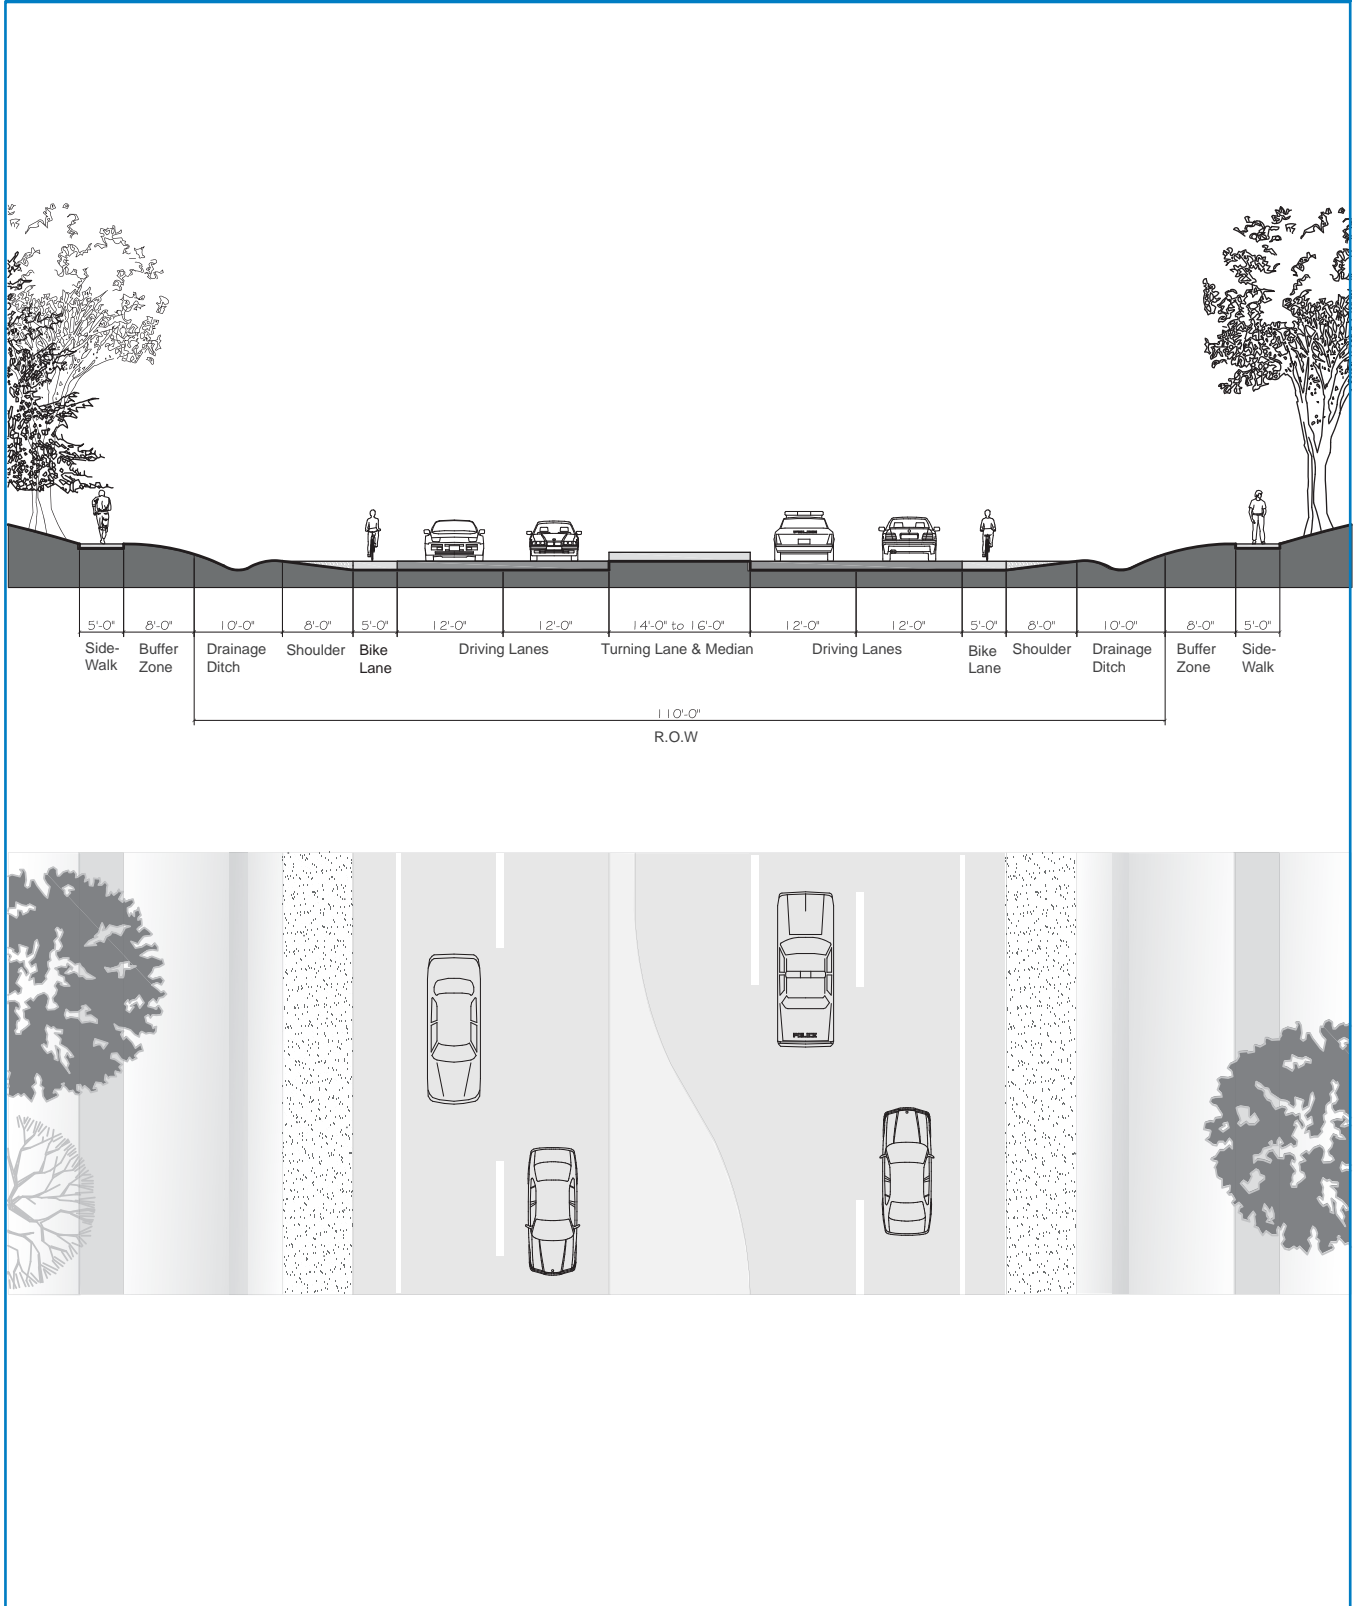 5'-0" 8'-0" 10'-0" 8'-0" 5'-0" 12'-0" 12'-0" 14'-0" to 16'-0" 12'-0" 12'-0" 5'-0" 8'-0" 10'-0" 8'-0" 5'-0"
Side- Buffer Drainage Shoulder Bike Driving Lanes Turning Lane & Median Driving Lanes Bike Shoulder Drainage Buffer Side-
Walk Zone Ditch Lane Lane Ditch Zone Walk
110'-0"
R.O.W
POLICE